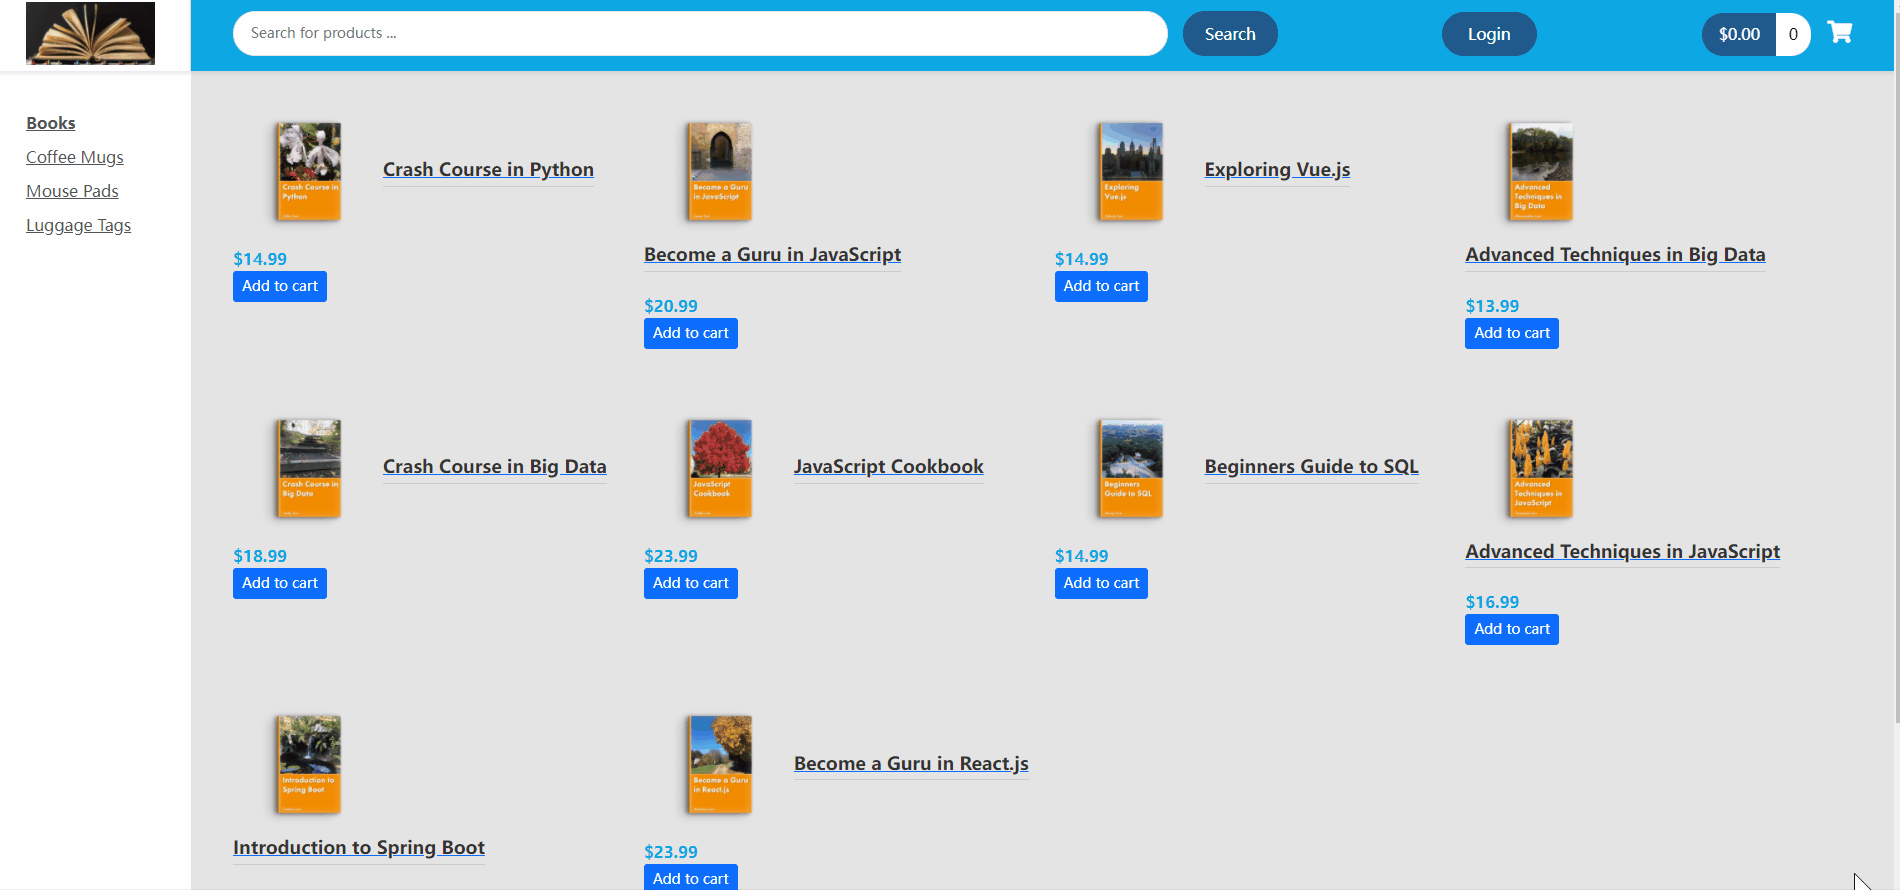 Search for products ...
Search
Login
$0.00
0
Books
Coffee Mugs
Mouse Pads
Luggage Tags
Crash Course in
Python
Crash Course in Python
$14.99
Add to cart
Become a Guru
in JavaScript
Become a Guru in JavaScript
$20.99
Add to cart
Exploring
Vue.js
Exploring Vue.js
$14.99
Add to cart
Advanced
Techniques in
Big Data
Advanced Techniques in Big Data
$13.99
Add to cart
Crash Course in
Big Data
Crash Course in Big Data
$18.99
Add to cart
JavaScript
Cookbook
JavaScript Cookbook
$23.99
Add to cart
Beginners
Guide to SQL
Beginners Guide to SQL
$14.99
Add to cart
Advanced
Techniques in
JavaScript
Advanced Techniques in JavaScript
$16.99
Add to cart
Introduction to
Spring Boot
Introduction to Spring Boot
Become a Guru
in React.js
Become a Guru in React.js
$23.99
Add to cart